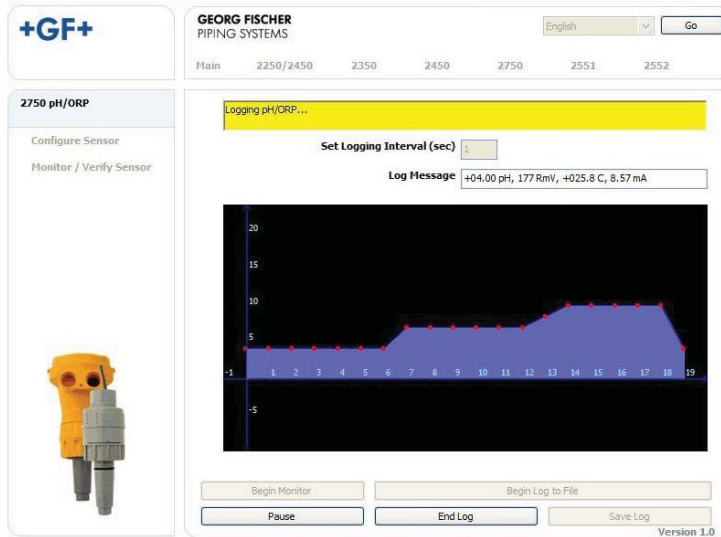 +GF+
GEORG FISCHER
PIPING SYSTEMS
English
Go
Main 2250/2450 2350 2450 2750 2551 2552
2750 pH/ORP
Configure Sensor
Monitor / Verify Sensor
Logging pH/ORP...
Set Logging Interval (sec) 1
Log Message +04.00 pH, 177 RmV, +025.8 C, 8.57 mA
20
15
10
5
-1 1 2 3 4 5 6 7 8 9 10 11 12 13 14 15 16 17 18 19
-5
Begin Monitor Begin Log to File
Pause End Log Save Log
Version 1.0